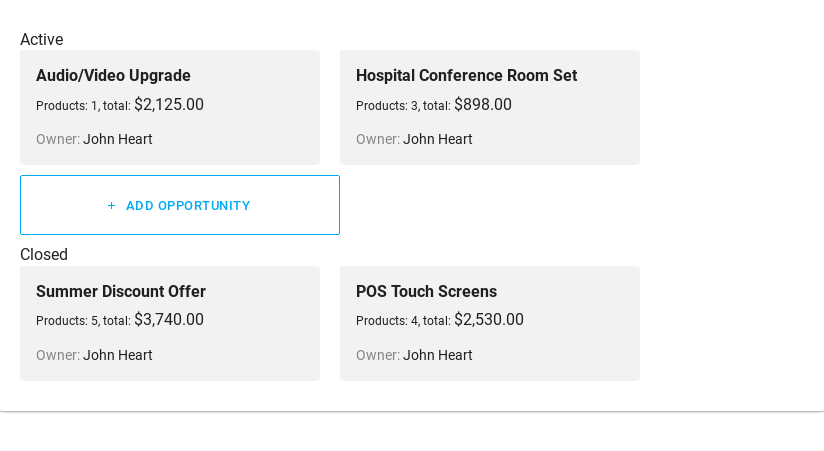 Active
Audio/Video Upgrade
Products: 1, total: $2,125.00
Owner: John Heart
Hospital Conference Room Set
Products: 3, total: $898.00
Owner: John Heart
+ ADD OPPORTUNITY
Closed
Summer Discount Offer
Products: 5, total: $3,740.00
Owner: John Heart
POS Touch Screens
Products: 4, total: $2,530.00
Owner: John Heart